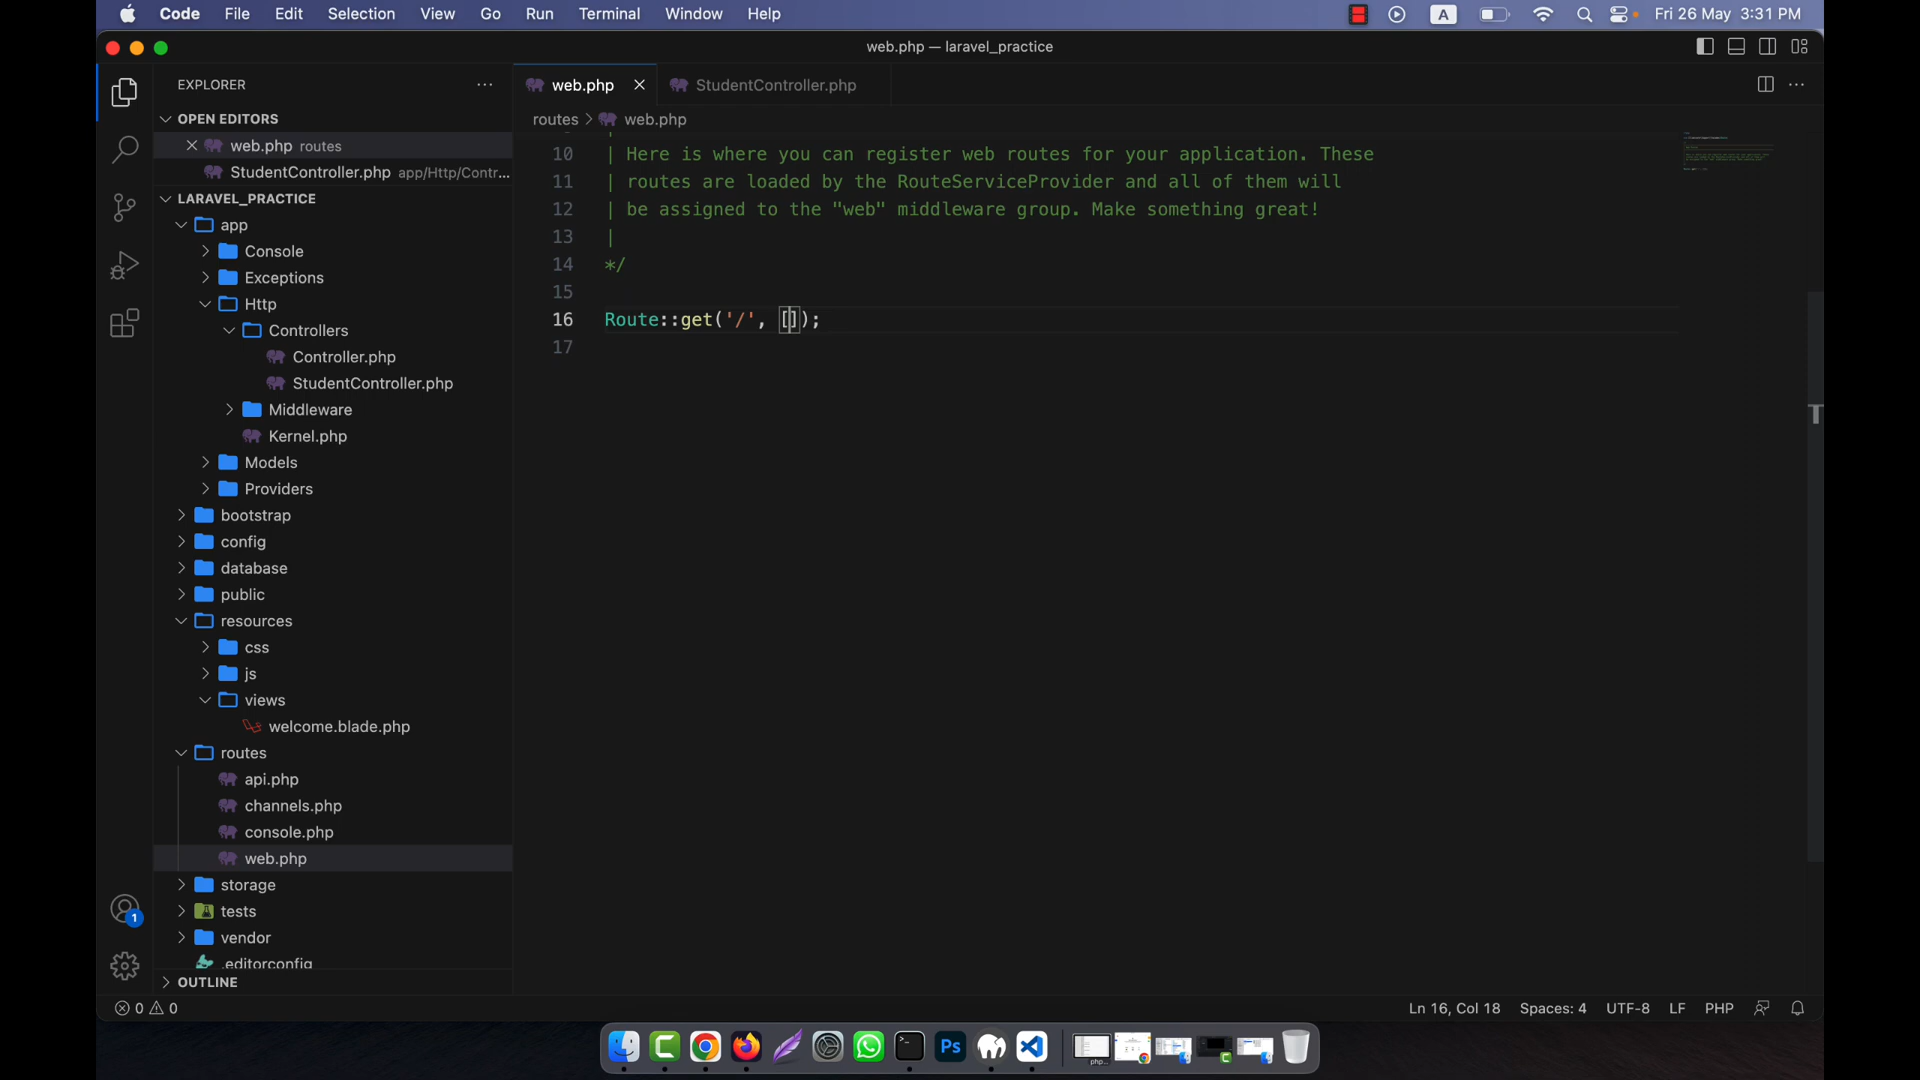 Code File Edit Selection View Go Run Terminal Window Help
A
Fri 26 May 3:31 PM
web.php — laravel_practice
EXPLORER
web.php
StudentController.php
OPEN EDITORS
routes > web.php
web.php routes
StudentController.php app/Http/Contr...
LARAVEL_PRACTICE
app
Console
Exceptions
Http
Controllers
Controller.php
StudentController.php
Middleware
Kernel.php
Models
Providers
bootstrap
config
database
public
resources
css
js
views
welcome.blade.php
routes
api.php
channels.php
console.php
web.php
storage
tests
vendor
.editorconfig
OUTLINE
10 | Here is where you can register web routes for your application. These
11 | routes are loaded by the RouteServiceProvider and all of them will
12 | be assigned to the "web" middleware group. Make something great!
13 |
14 */
15
16 Route::get('/', []);
17
1
0 0
Ln 16, Col 18 Spaces: 4 UTF-8 LF PHP
Ps
php...